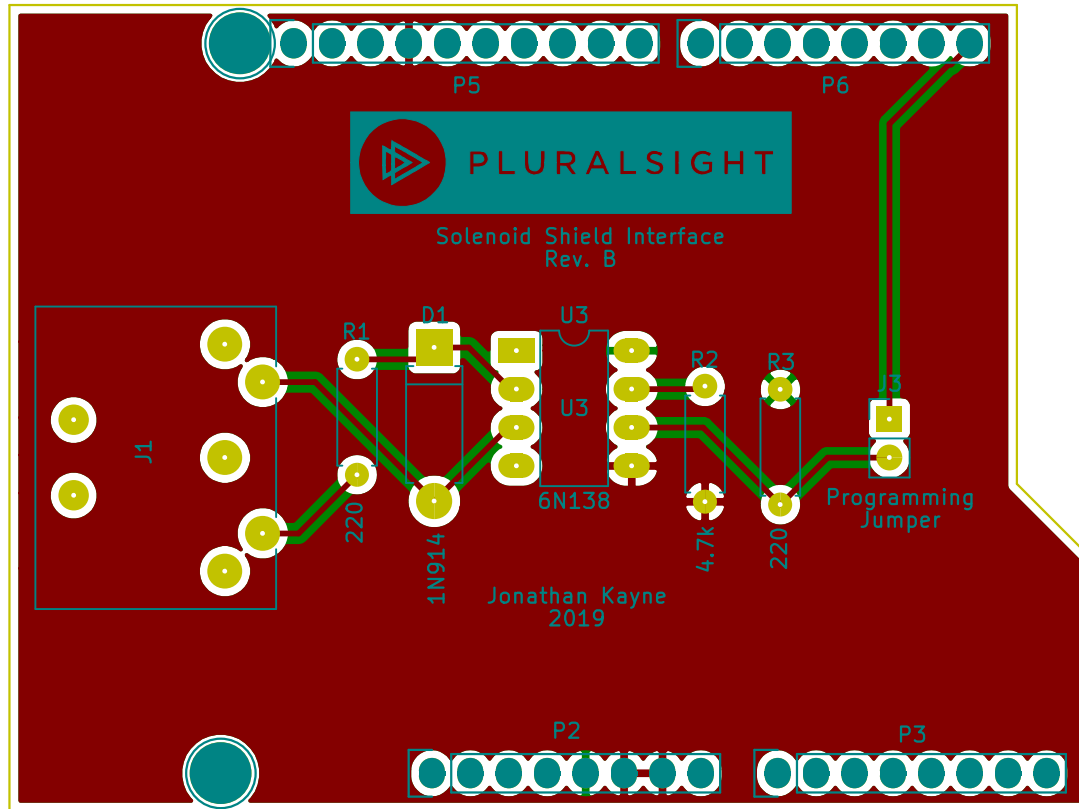 P5
P6
PLURALSIGHT
Solenoid Shield Interface
Rev. B
R1
D1
U3
R2
R3
J3
U3
J1
6N138
220
1N914
4.7k
220
Programming
Jumper
Jonathan Kayne
2019
P2
P3